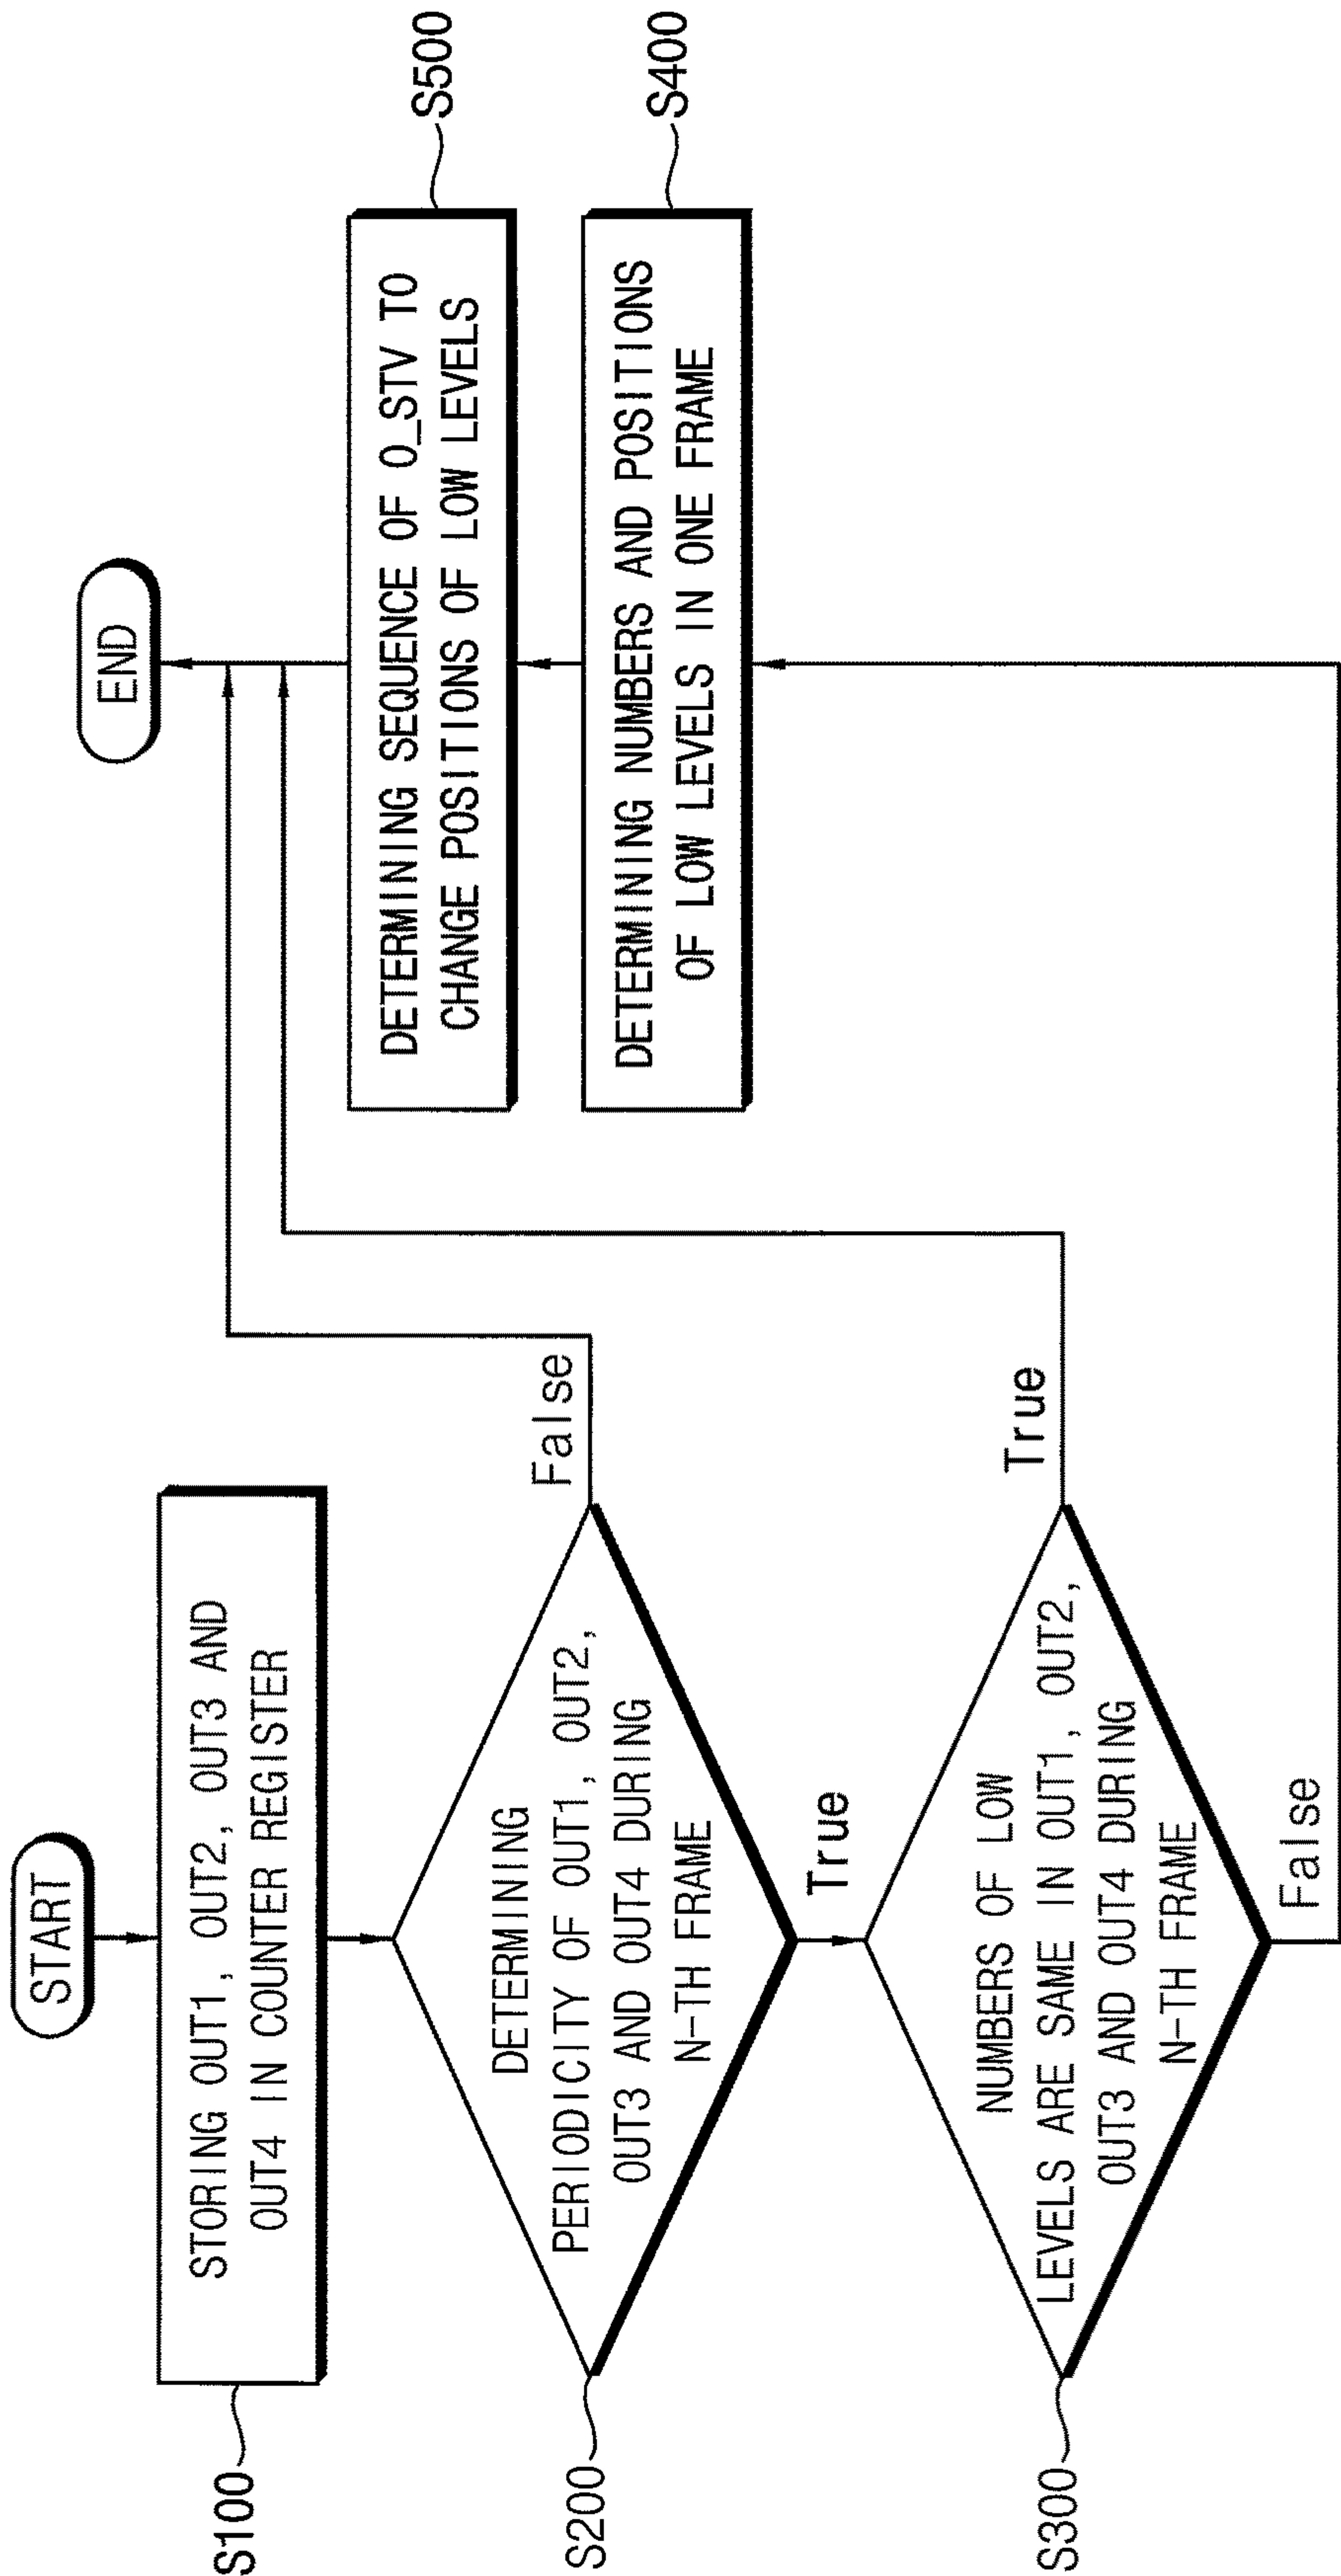 START
STORING OUT1, OUT2, OUT3 AND
OUT4 IN COUNTER REGISTER
S100
DETERMINING
PERIODICITY OF OUT1, OUT2,
OUT3 AND OUT4 DURING
N-TH FRAME
S200
False
True
NUMBERS OF LOW
LEVELS ARE SAME IN OUT1, OUT2,
OUT3 AND OUT4 DURING
N-TH FRAME
S300
True
False
END
DETERMINING SEQUENCE OF O_STV TO
CHANGE POSITIONS OF LOW LEVELS
S500
DETERMINING NUMBERS AND POSITIONS
OF LOW LEVELS IN ONE FRAME
S400